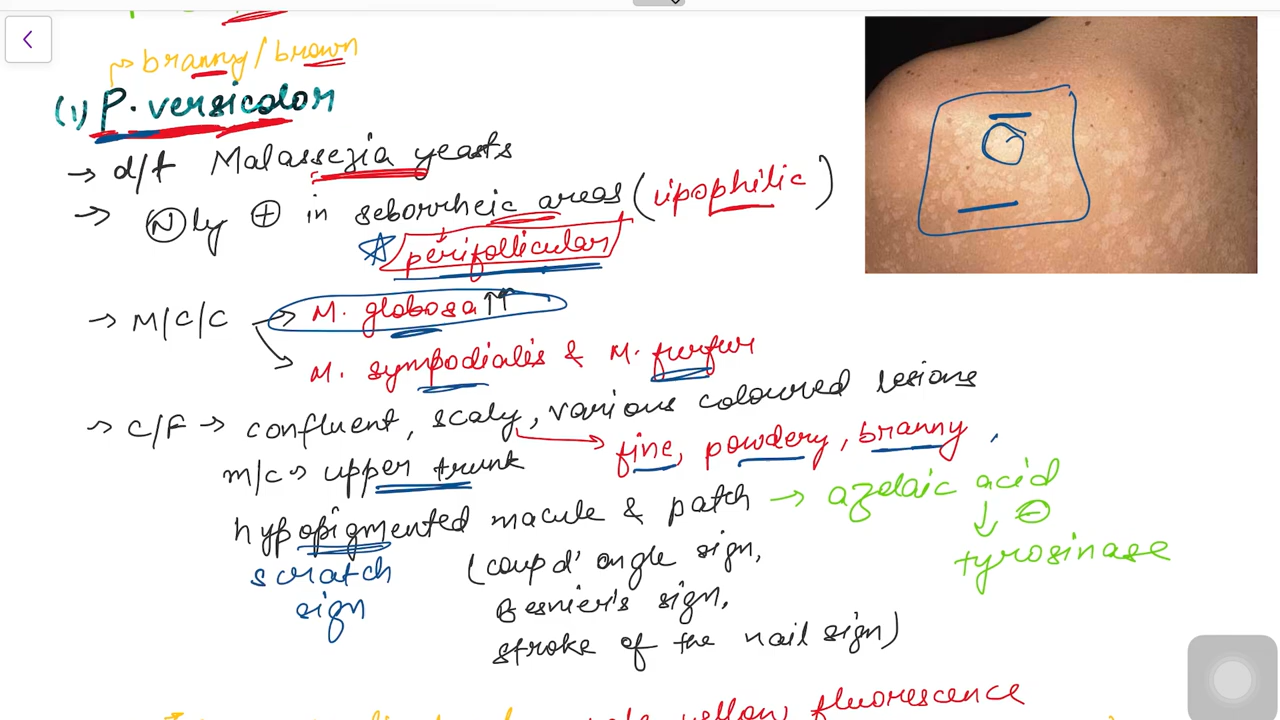 branny/brown
(1) P. versicolor
→ d/t Malassezia yeasts
→ Nly + in seborrheic areas (lipophilic)
perifollicular
→ M/C/C → M. globosa ↑↑
M. sympodialis & M. furfur
→ C/F → confluent, scaly, various coloured lesions
→ fine, powdery, branny,
m/c → upper trunk
hypopigmented macule & patch → azelaic acid
↓ ⊖
tyrosinase
scratch sign
(coup d' ongle sign,
Besnier's sign,
stroke of the nail sign)
yellow fluorescence